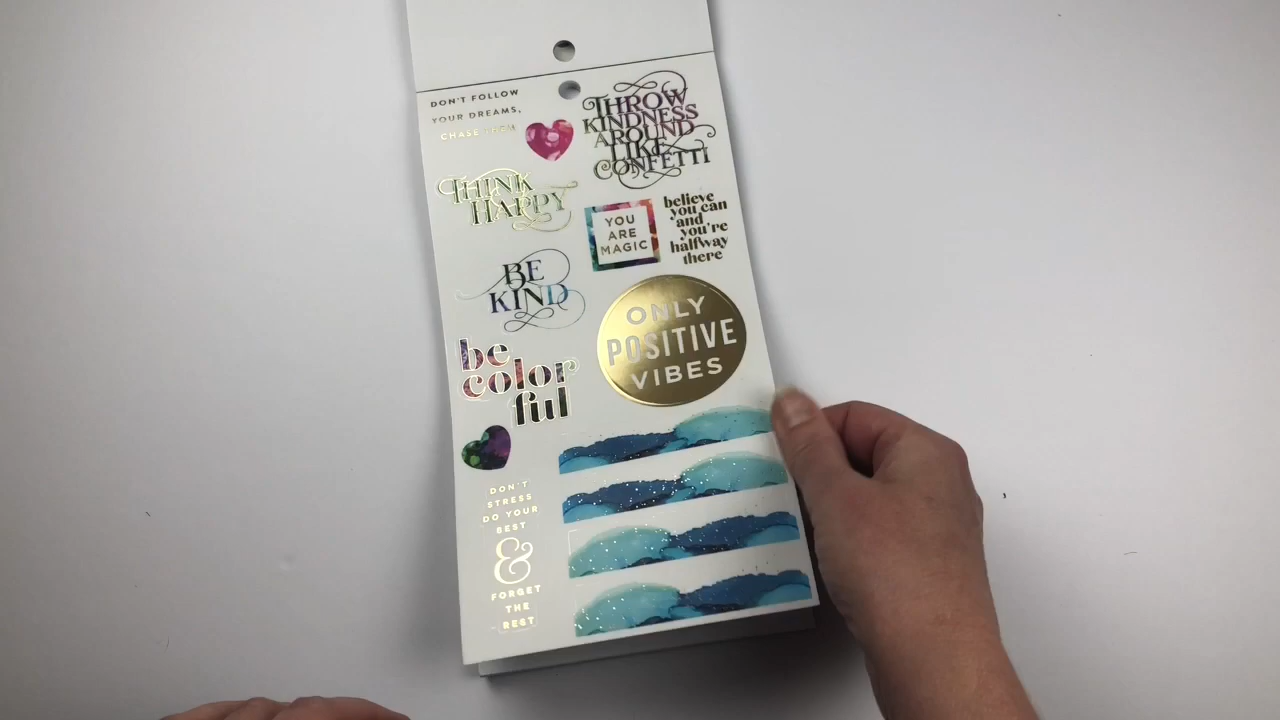 DON'T FOLLOW
YOUR DREAMS,
CHASE THEM
THROW
KINDNESS
AROUND
LIKE
CONFETTI
THINK
HAPPY
YOU
ARE
MAGIC
believe
you can
and
you're
halfway
there
BE
KIND
ONLY
POSITIVE
VIBES
be
color
ful
DON'T
STRESS
DO YOUR
BEST
&
FORGET
THE
REST